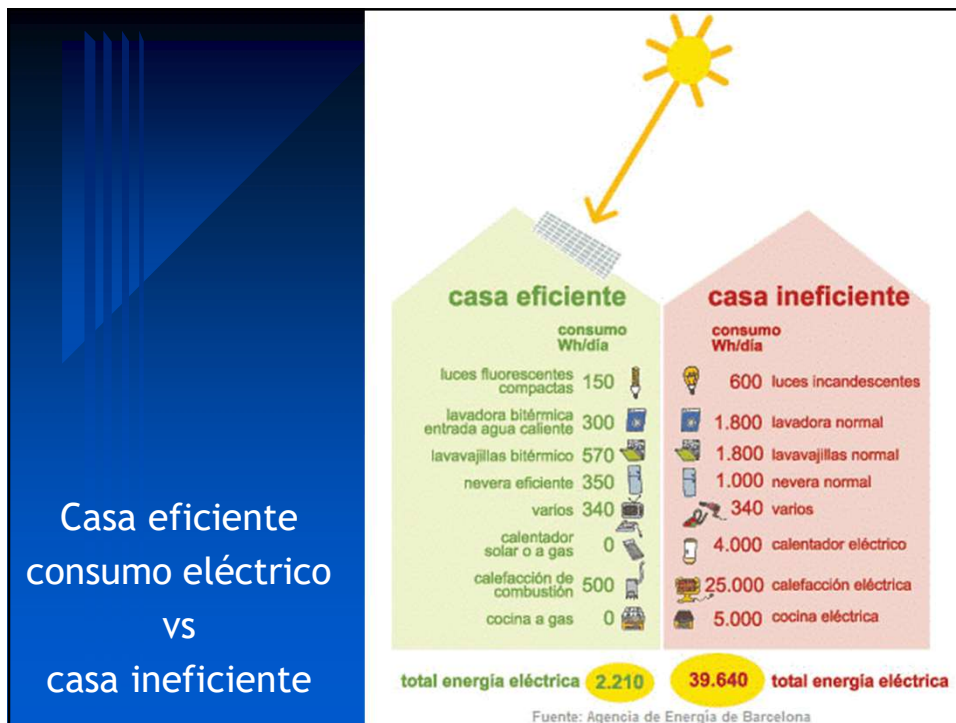 Casa eficiente
consumo eléctrico
vs
casa ineficiente
casa eficiente
consumo
Wh/día
luces fluorescentes
compactas 150
lavadora bitérmica
entrada agua caliente 300
lavavajillas bitérmico 570
nevera eficiente 350
varios 340
calentador
solar o a gas 0
calefacción de
combustión 500
cocina a gas 0
total energía eléctrica 2.210
casa ineficiente
consumo
Wh/día
600 luces incandescentes
1.800 lavadora normal
1.800 lavavajillas normal
1.000 nevera normal
340 varios
4.000 calentador eléctrico
25.000 calefacción eléctrica
5.000 cocina eléctrica
39.640 total energía eléctrica
Fuente: Agencia de Energía de Barcelona